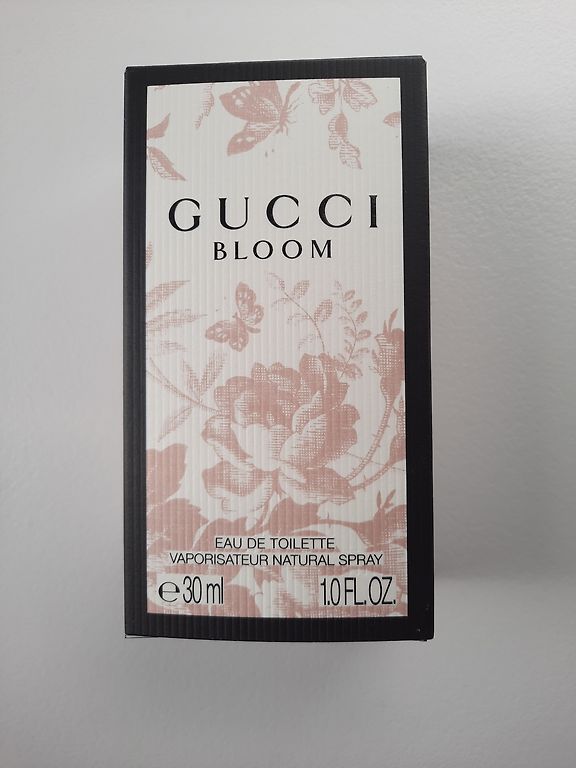 GUCCI
BLOOM
EAU DE TOILETTE
VAPORISATEUR NATURAL SPRAY
℮30 ml 1.0 FL.OZ.